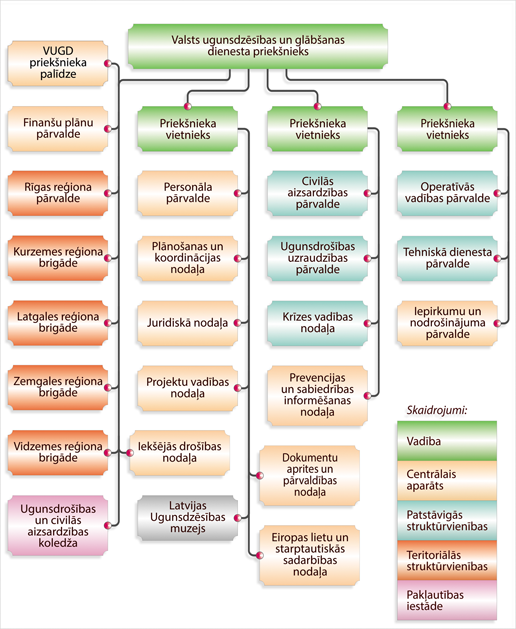 Valsts ugunsdzēsības un glābšanas
dienesta priekšnieks
VUGD
priekšnieka
palīdze
Finanšu plānu
pārvalde
Rīgas reģiona
pārvalde
Kurzemes reģiona
brigāde
Latgales reģiona
brigāde
Zemgales reģiona
brigāde
Vidzemes reģiona
brigāde
Iekšējās drošības
nodaļa
Ugunsdrošības
un civilās
aizsardzības
koledža
Priekšnieka
vietnieks
Personāla
pārvalde
Plānošanas un
koordinācijas
nodaļa
Juridiskā nodaļa
Projektu vadības
nodaļa
Dokumentu
aprites un
pārvaldības
nodaļa
Latvijas
Ugunsdzēsības
muzejs
Eiropas lietu un
starptautiskās
sadarbības
nodaļa
Priekšnieka
vietnieks
Civilās
aizsardzības
pārvalde
Ugunsdrošības
uzraudzības
pārvalde
Krīzes vadības
nodaļa
Prevencijas
un sabiedrības
informēšanas
nodaļa
Priekšnieka
vietnieks
Operatīvās
vadības pārvalde
Tehniskā dienesta
pārvalde
Iepirkumu un
nodrošinājuma
pārvalde
Skaidrojumi:
Vadība
Centrālais
aparāts
Patstāvīgās
struktūrvienības
Teritoriālās
struktūrvienības
Pakļautības
iestāde